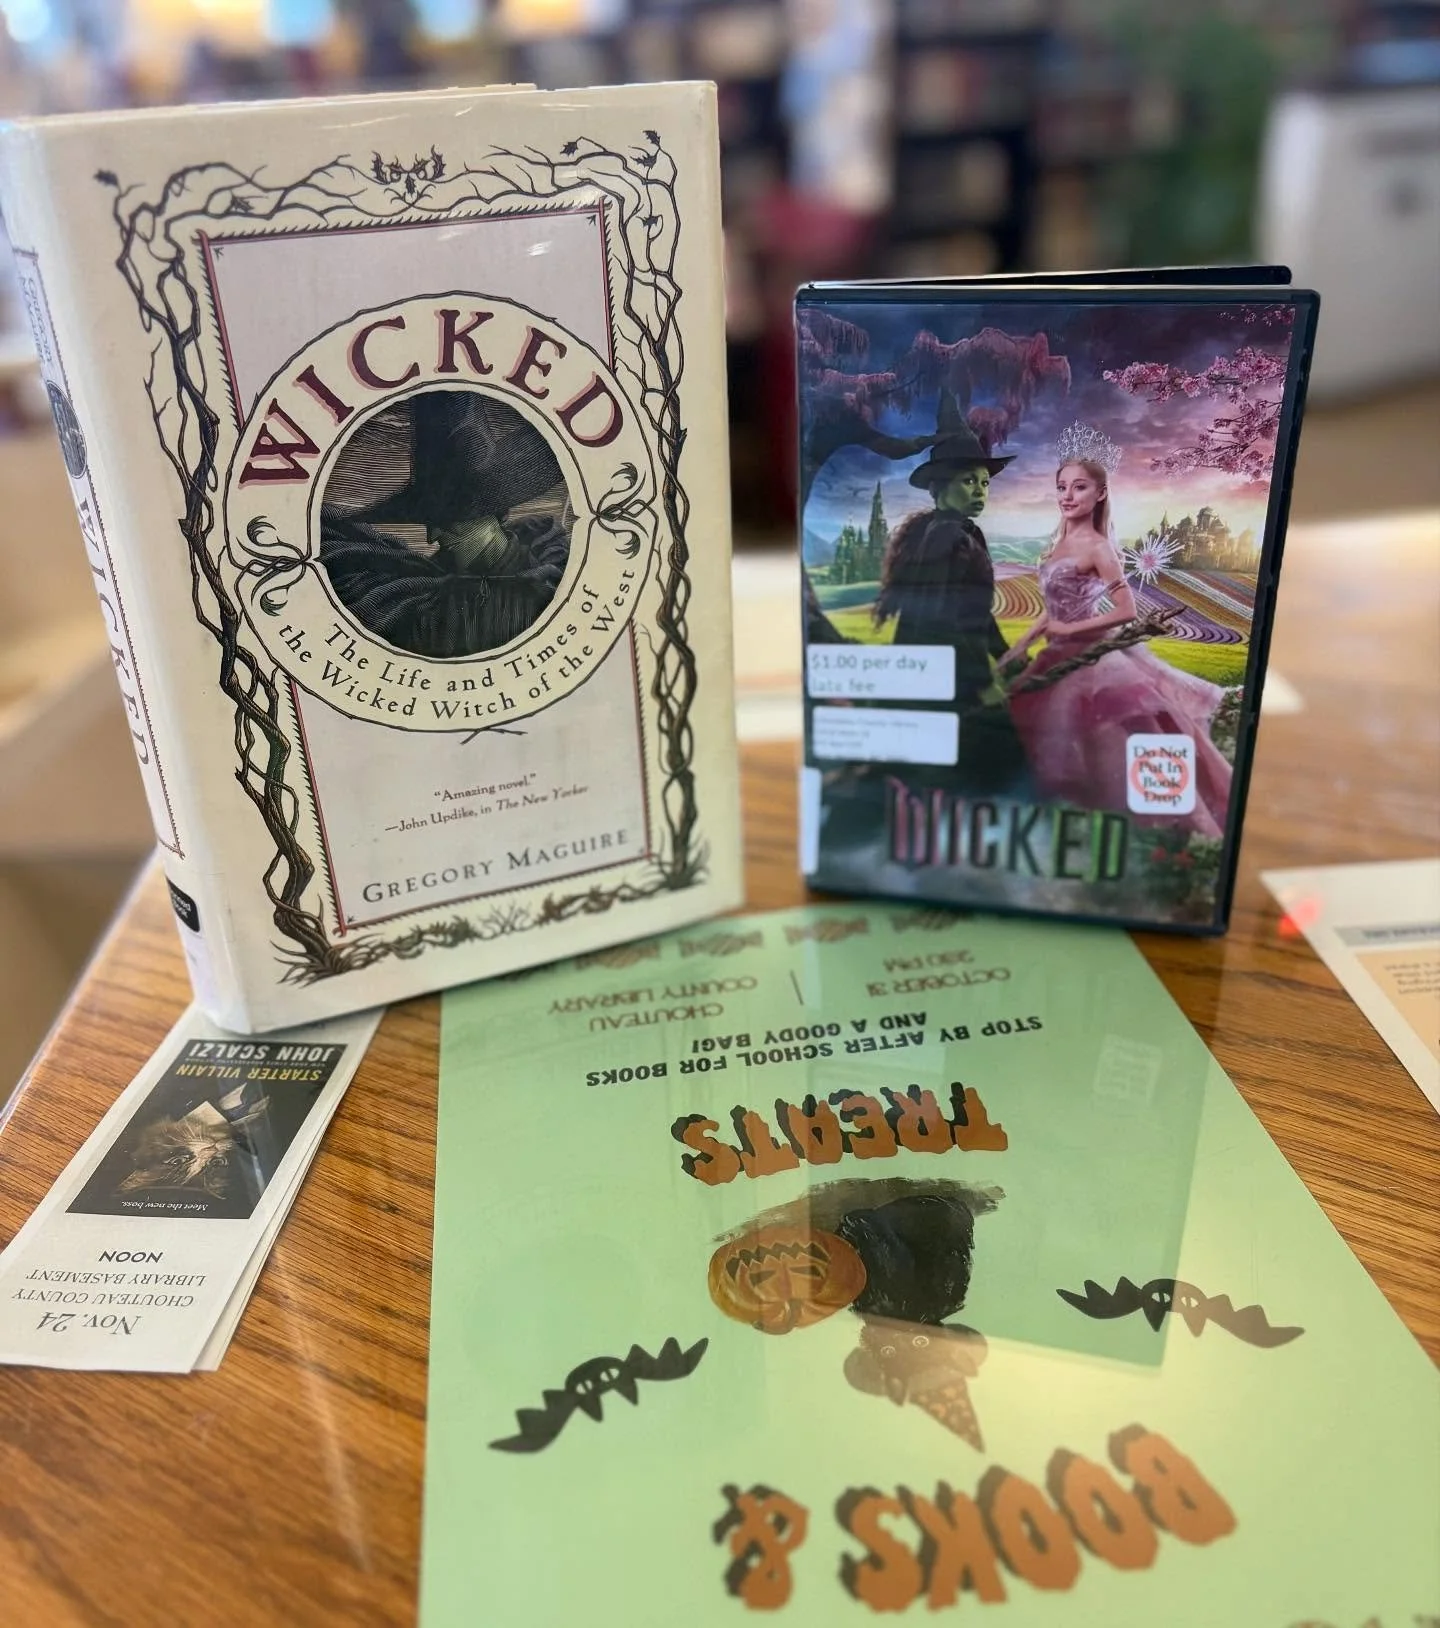 WICKED
The Life and Times of
the Wicked Witch of the West
"Amazing novel."
—John Updike, in The New Yorker
GREGORY MAGUIRE
GREGORY
MAGUIRE
WICKED
$1.00 per day
late fee
Do Not
Put In
Book
Drop
WICKED
Nov. 24
CHOUTEAU COUNTY
LIBRARY BASEMENT
NOON
Meet the new boss.
STARTER VILLAIN
JOHN SCALZI
BOOKS &
TREATS
STOP BY AFTER SCHOOL FOR BOOKS
AND A GOODY BAG!
OCTOBER 31
2:30 PM
CHOUTEAU
COUNTY LIBRARY